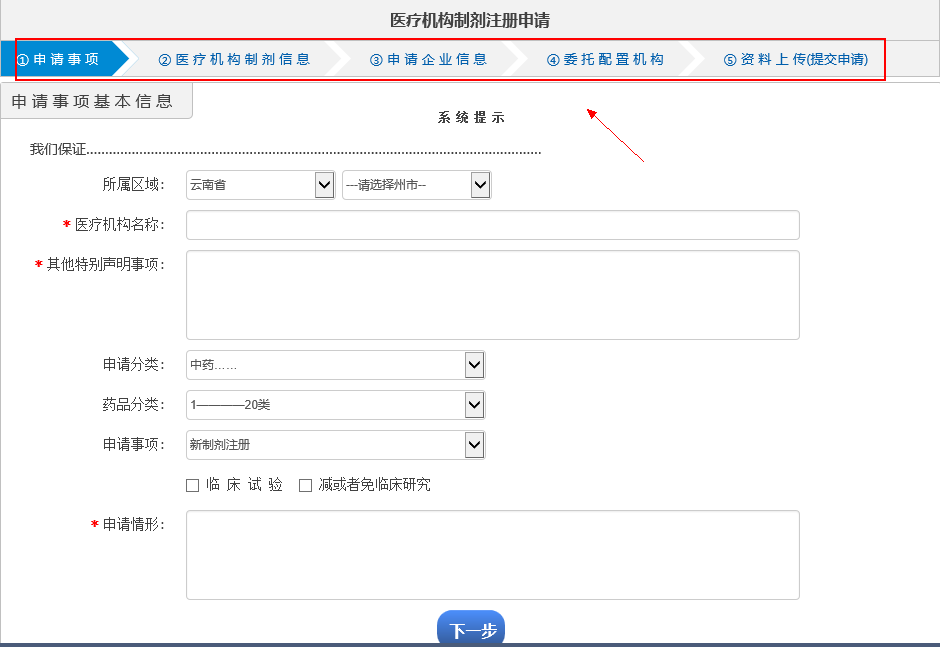 医疗机构制剂注册申请
①申请事项 ②医疗机构制剂信息 ③申请企业信息 ④委托配置机构 ⑤资料上传(提交申请)
申请事项基本信息
系统提示
我们保证........................................................................................................................
所属区域： 云南省 ---请选择州市--
* 医疗机构名称：
* 其他特别声明事项：
申请分类： 中药……
药品分类： 1————20类
申请事项： 新制剂注册
临床试验 减或者免临床研究
* 申请情形：
下一步